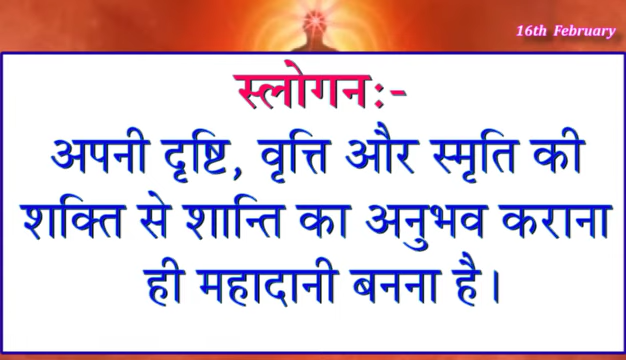 16th February
स्लोगन:-
अपनी दृष्टि, वृत्ति और स्मृति की
शक्ति से शान्ति का अनुभव कराना
ही महादानी बनना है।